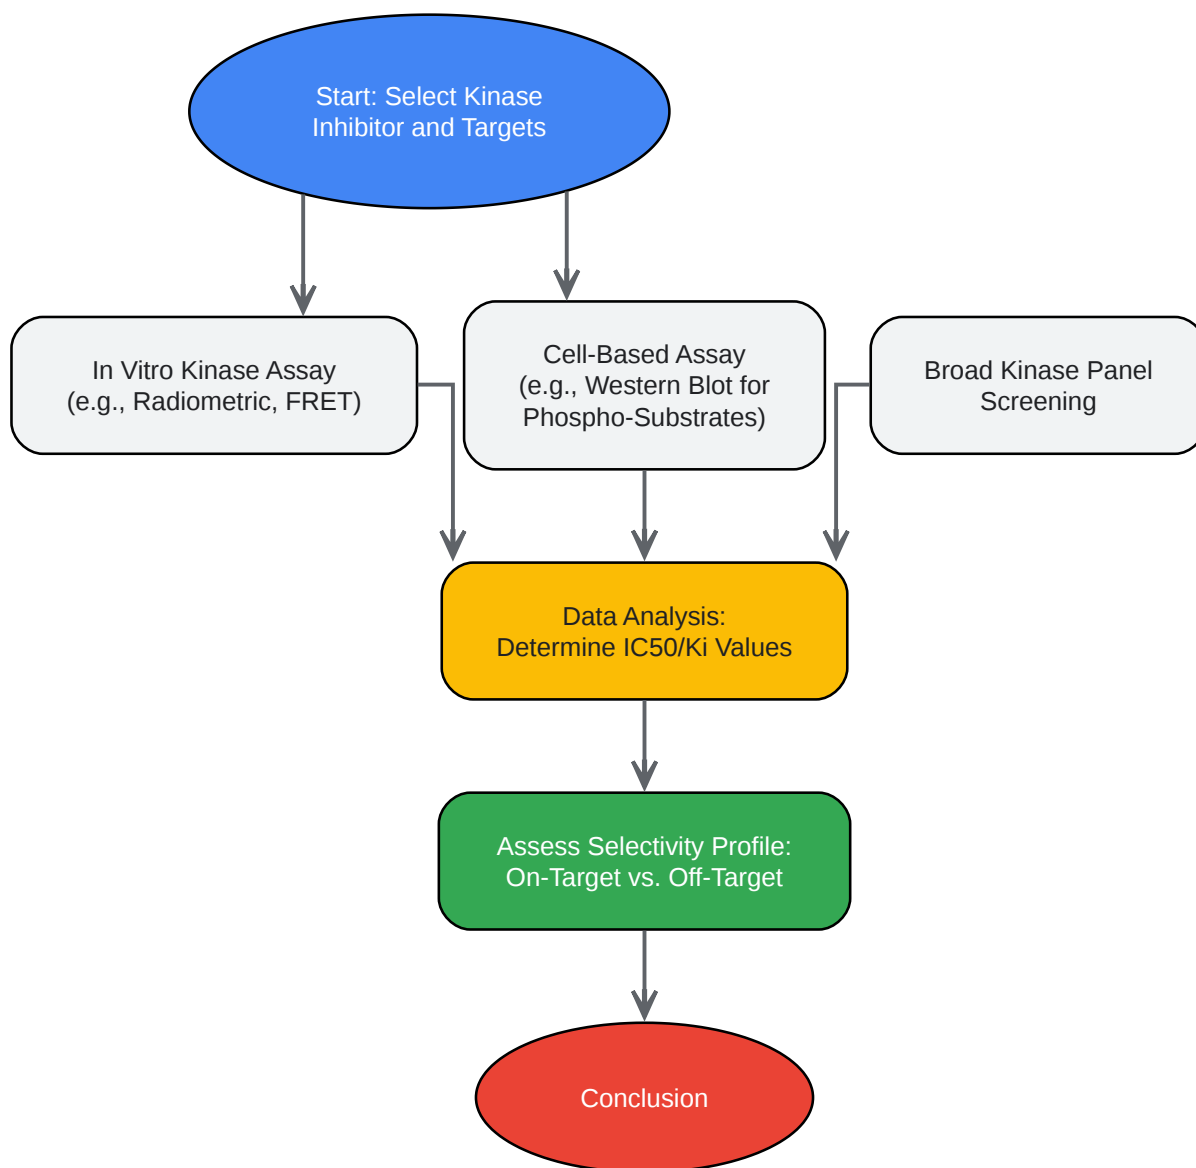 Start: Select Kinase
Inhibitor and Targets
In Vitro Kinase Assay
(e.g., Radiometric, FRET)
Cell-Based Assay
(e.g., Western Blot for
Phospho-Substrates)
Broad Kinase Panel
Screening
Data Analysis:
Determine IC50/Ki Values
Assess Selectivity Profile:
On-Target vs. Off-Target
Conclusion